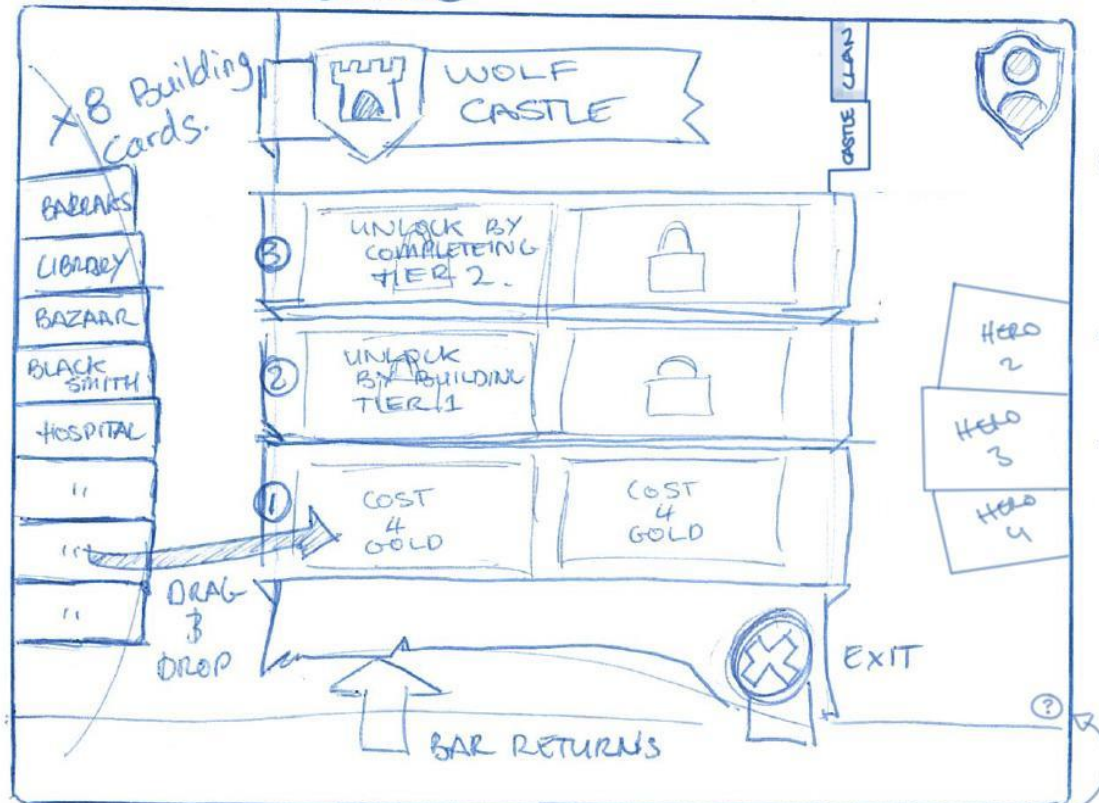 x8 Building
Cards.
WOLF
CASTLE
CLAN
CASTLE
BARRAKS
LIBRARY
BAZAAR
BLACK
SMITH
HOSPITAL
"
"
"
3
UNLOCK BY
COMPLETEING
TIER 2.
2
UNLOCK
BY BUILDING
TIER 1
1
COST
4
GOLD
COST
4
GOLD
HERO
2
HERO
3
HERO
4
DRAG
&
DROP
EXIT
BAR RETURNS
?